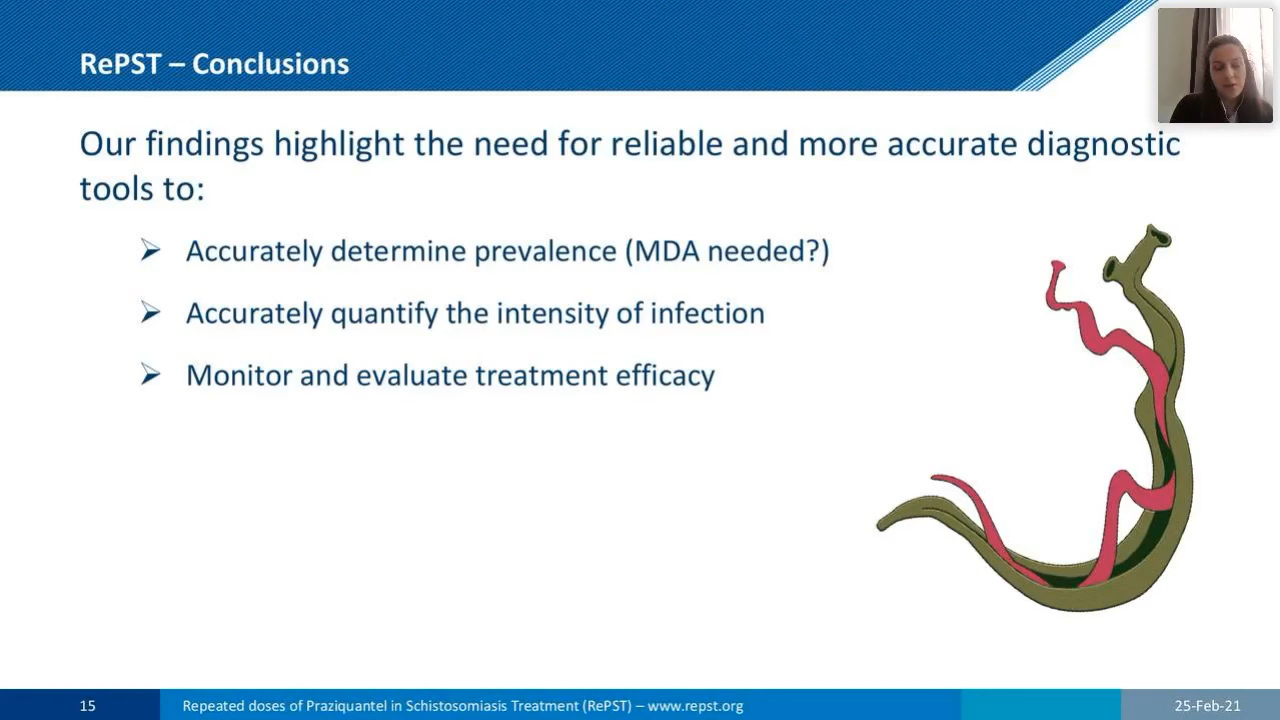 RePST – Conclusions
Our findings highlight the need for reliable and more accurate diagnostic
tools to:
Accurately determine prevalence (MDA needed?)
Accurately quantify the intensity of infection
Monitor and evaluate treatment efficacy
15
Repeated doses of Praziquantel in Schistosomiasis Treatment (RePST) – www.repst.org
25-Feb-21